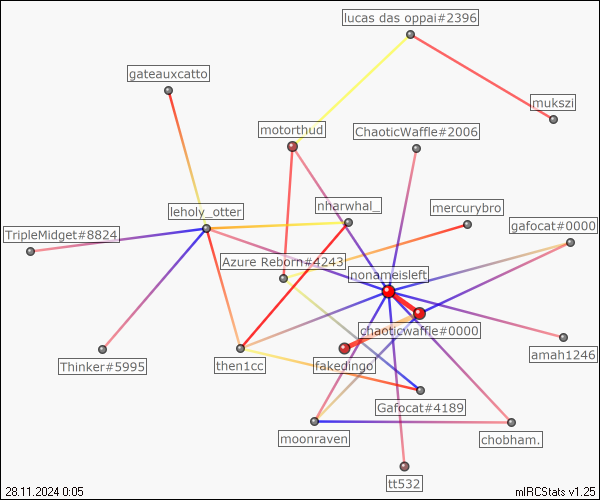 lucas das oppai#2396
gateauxcatto
mukszi
motorthud
ChaoticWaffle#2006
leholy_otter
nharwhal_
mercurybro
gafocat#0000
TripleMidget#8824
Azure Reborn#4243
nonameisleft
chaoticwaffle#0000
Thinker#5995
then1cc
fakedIngo
amah1246
Gafocat#4189
moonraven
chobham.
tt532
28.11.2024 0:05
mIRCStats v1.25